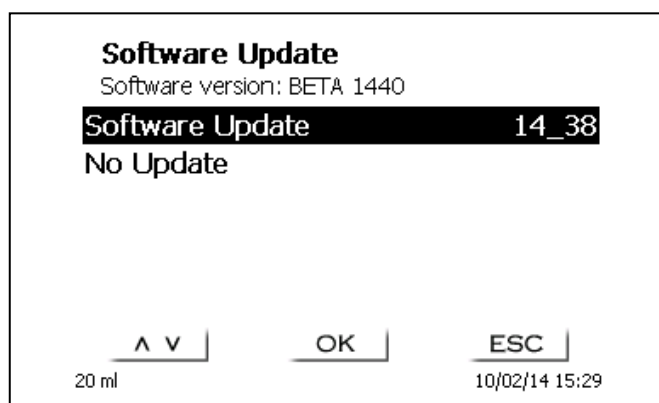 Software Update
Software version: BETA 1440
Software Update 14_38
No Update
∧ ∨ OK ESC
20 ml 10/02/14 15:29